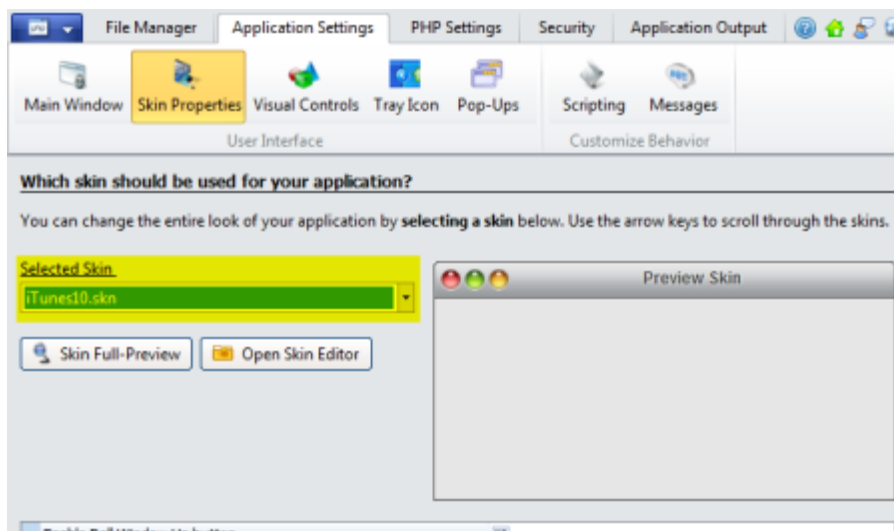 File Manager Application Settings PHP Settings Security Application Output
Main Window Skin Properties Visual Controls Tray Icon Pop-Ups Scripting Messages
User Interface Customize Behavior
Which skin should be used for your application?
You can change the entire look of your application by selecting a skin below. Use the arrow keys to scroll through the skins.
Selected Skin
iTunes10.skn
Preview Skin
Skin Full-Preview Open Skin Editor